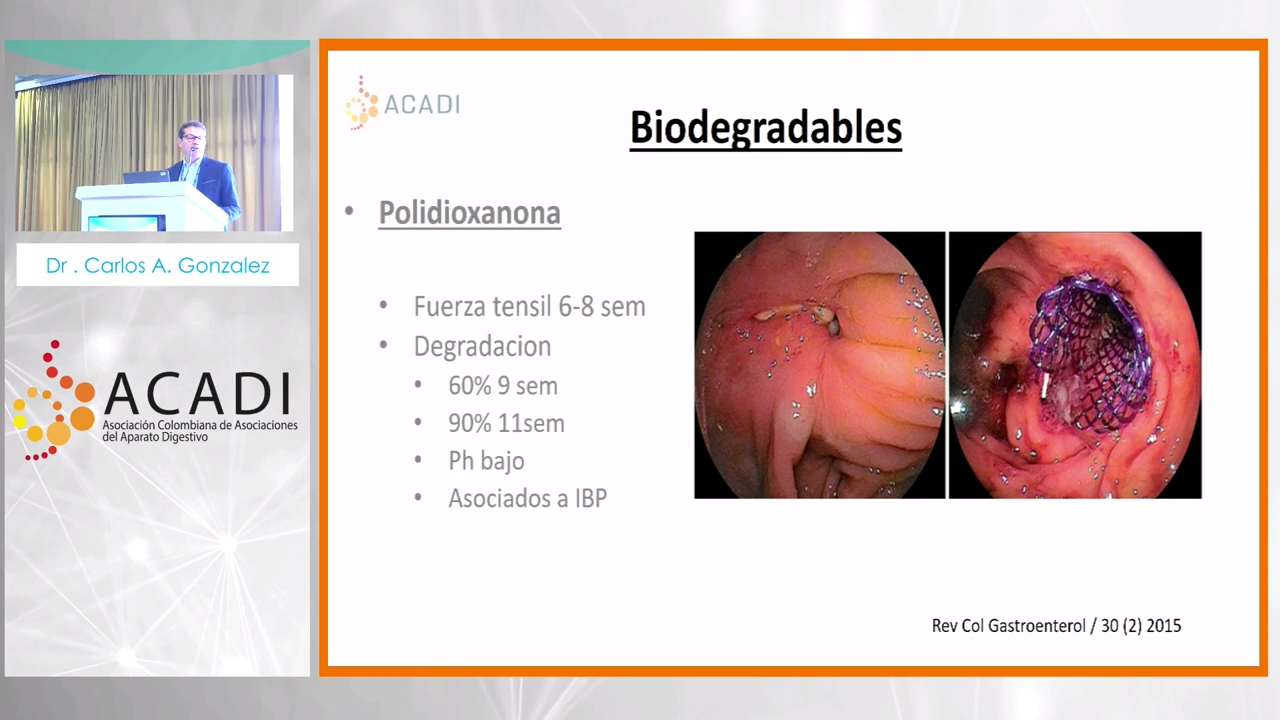 Dr . Carlos A. Gonzalez
ACADI
Asociación Colombiana de Asociaciones
del Aparato Digestivo
ACADI
Biodegradables
• Polidioxanona
• Fuerza tensil 6-8 sem
• Degradacion
• 60% 9 sem
• 90% 11sem
• Ph bajo
• Asociados a IBP
Rev Col Gastroenterol / 30 (2) 2015